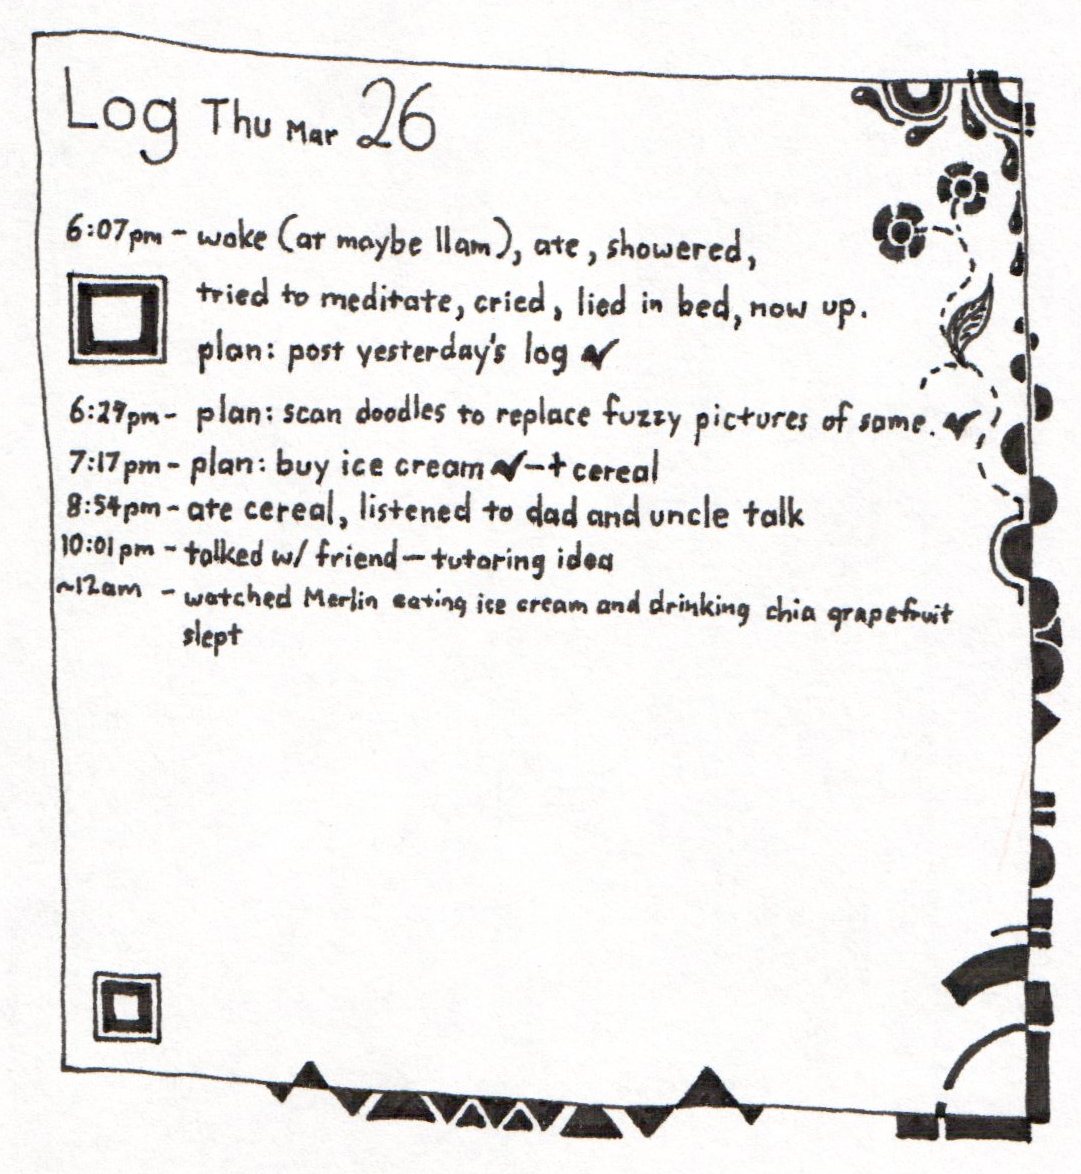 Log Thu Mar 26
6:07pm - woke (at maybe 11am), ate, showered,
tried to meditate, cried, lied in bed, now up.
plan: post yesterday's log ✔
6:29pm - plan: scan doodles to replace fuzzy pictures of same. ✔
7:17pm - plan: buy ice cream ✔ - + cereal
8:54pm - ate cereal, listened to dad and uncle talk
10:01pm - talked w/ friend - tutoring idea
~12am - watched Merlin eating ice cream and drinking chia grapefruit
slept